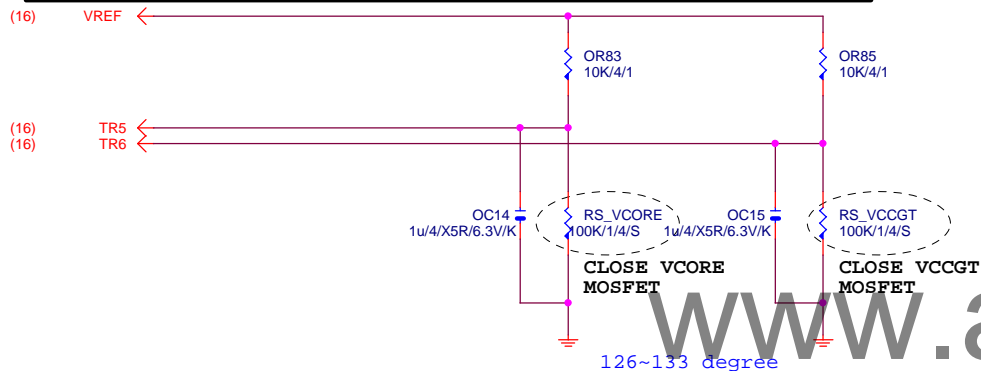 (16) VREF
OR83
10K/4/1
OR85
10K/4/1
(16) TR5
(16) TR6
OC14
1u/4/X5R/6.3V/K
RS_VCORE
100K/1/4/S
OC15
1u/4/X5R/6.3V/K
RS_VCCGT
100K/1/4/S
CLOSE VCORE
MOSFET
CLOSE VCCGT
MOSFET
www.a
126~133 degree